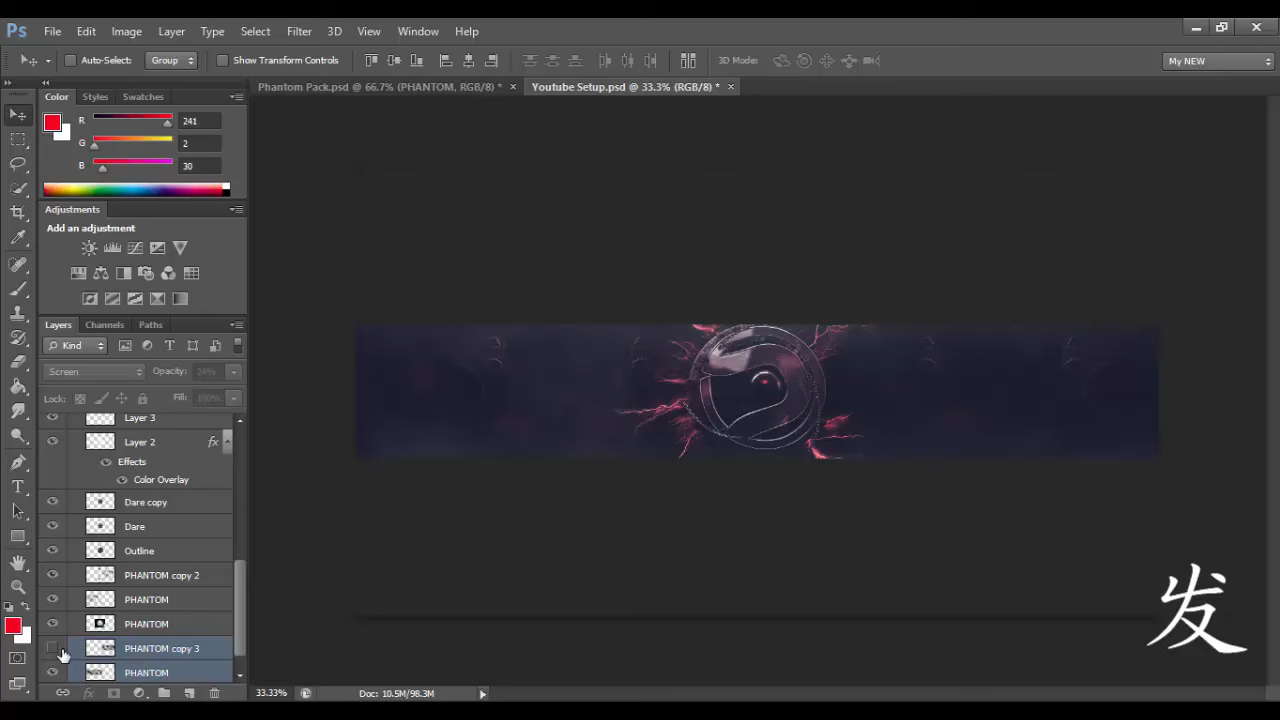 Ps File Edit Image Layer Type Select Filter 3D View Window Help
Auto-Select: Group Show Transform Controls 3D Mode: My NEW
Phantom Pack.psd @ 66.7% (PHANTOM, RGB/8) * Youtube Setup.psd @ 33.3% (RGB/8) *
Color Styles Swatches
R 241
G 2
B 30
Adjustments
Add an adjustment
Layers Channels Paths
Kind
Screen Opacity: 24%
Lock: Fill: 100%
Layer 3
Layer 2 fx
Effects
Color Overlay
Dare copy
Dare
Outline
PHANTOM copy 2
PHANTOM
PHANTOM
PHANTOM copy 3
PHANTOM
33.33% Doc: 10.5M/98.3M
发